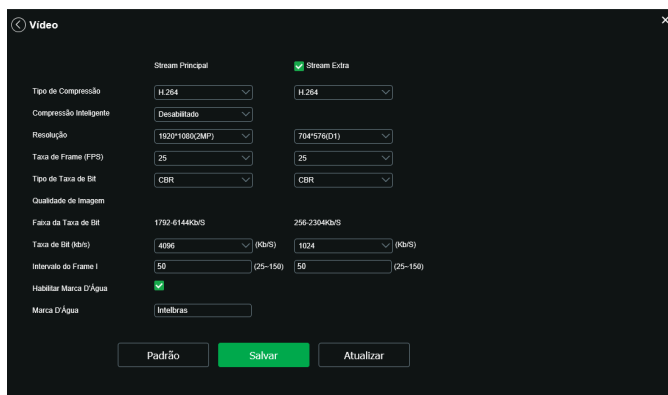 Vídeo
Stream Principal Stream Extra
Tipo de Compressão H.264 H.264
Compressão Inteligente Desabilitado
Resolução 1920*1080(2MP) 704*576(D1)
Taxa de Frame (FPS) 25 25
Tipo de Taxa de Bit CBR CBR
Qualidade de Imagem
Faixa da Taxa de Bit 1792-6144Kb/S 256-2304Kb/S
Taxa de Bit (kb/s) 4096 (Kb/S) 1024 (Kb/S)
Intervalo do Frame I 50 (25~150) 50 (25~150)
Habilitar Marca D'Água
Marca D'Água Intelbras
Padrão Salvar Atualizar